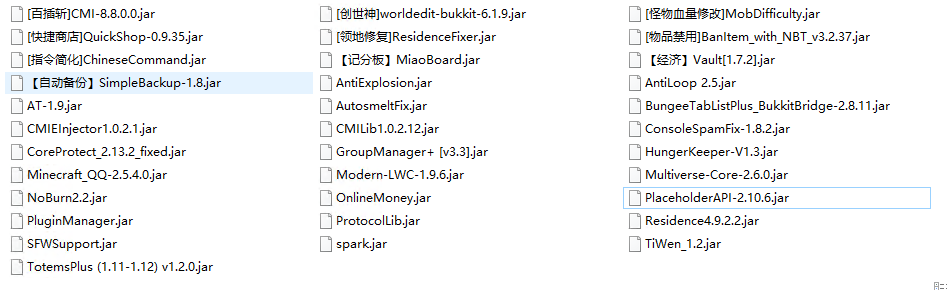 [百插斩]CMI-8.8.0.0.jar
[创世神]worldedit-bukkit-6.1.9.jar
[怪物血量修改]MobDifficulty.jar
[快捷商店]QuickShop-0.9.35.jar
[领地修复]ResidenceFixer.jar
[物品禁用]BanItem_with_NBT_v3.2.37.jar
[指令简化]ChineseCommand.jar
【记分板】MiaoBoard.jar
【经济】Vault[1.7.2].jar
【自动备份】SimpleBackup-1.8.jar
AntiExplosion.jar
AntiLoop 2.5.jar
AT-1.9.jar
AutosmeltFix.jar
BungeeTabListPlus_BukkitBridge-2.8.11.jar
CMIEInjector1.0.2.1.jar
CMILib1.0.2.12.jar
ConsoleSpamFix-1.8.2.jar
CoreProtect_2.13.2_fixed.jar
GroupManager+ [v3.3].jar
HungerKeeper-V1.3.jar
Minecraft_QQ-2.5.4.0.jar
Modern-LWC-1.9.6.jar
Multiverse-Core-2.6.0.jar
NoBurn2.2.jar
OnlineMoney.jar
PlaceholderAPI-2.10.6.jar
PluginManager.jar
ProtocolLib.jar
Residence4.9.2.2.jar
SFWSupport.jar
spark.jar
TiWen_1.2.jar
TotemsPlus (1.11-1.12) v1.2.0.jar